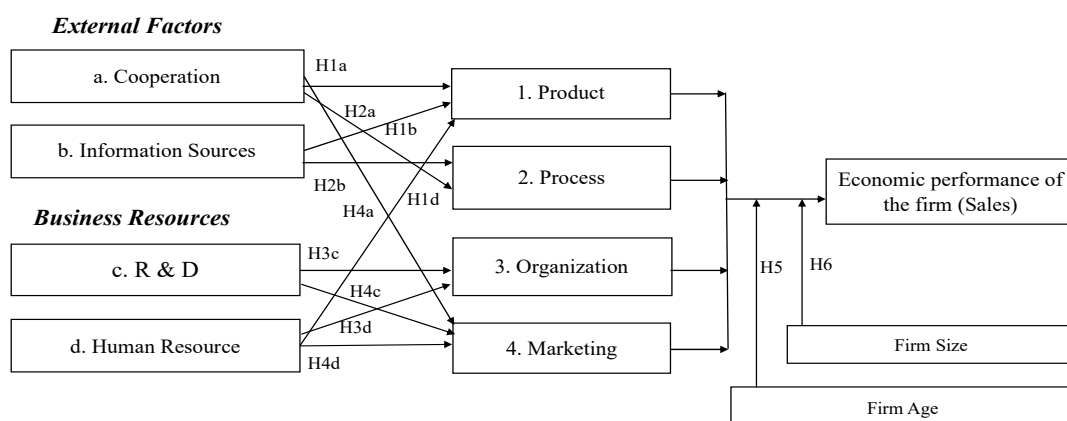 External Factors
a. Cooperation
b. Information Sources
Business Resources
c. R & D
d. Human Resource
H1a
H2a
H1b
H2b
H1d
H4a
H3c
H4c
H3d
H4d
1. Product
2. Process
3. Organization
4. Marketing
Economic performance of
the firm (Sales)
H5
H6
Firm Size
Firm Age